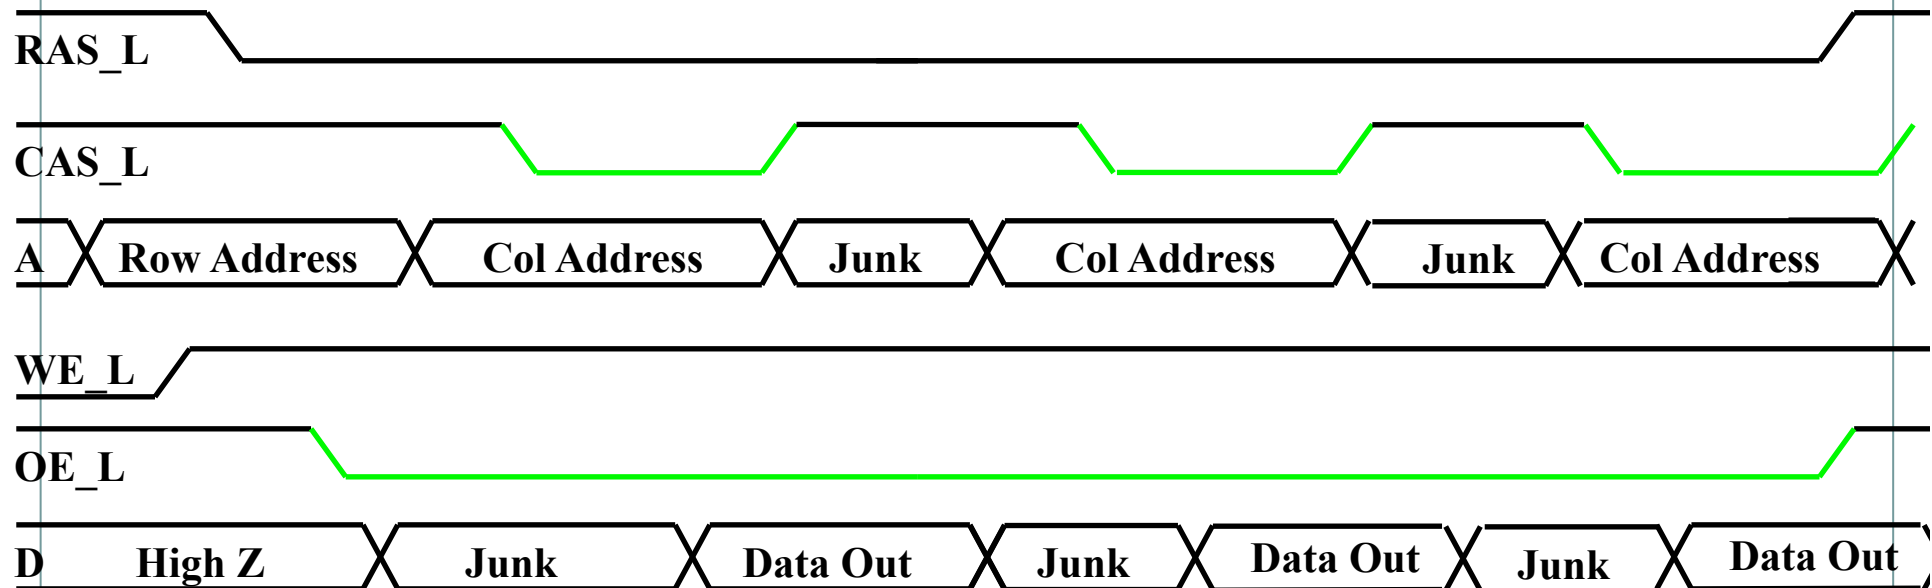 RAS_L
CAS_L
A Row Address Col Address Junk Col Address Junk Col Address
WE_L
OE_L
D High Z Junk Data Out Junk Data Out Junk Data Out